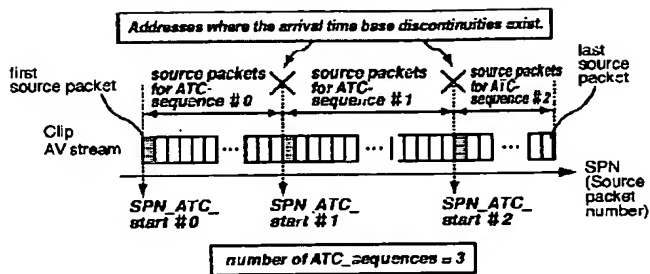 Addresses where the arrival time base discontinuities exist.
first
source packet
source packets
for ATC-
sequence #0
source packets
for ATC-
sequence #1
source packets
for ATC-
sequence #2
last
source
packet
Clip
AV stream
...
...
...
SPN
(Source
packet
number)
SPN_ATC_
start #0
SPN_ATC_
start #1
SPN_ATC_
start #2
number of ATC_sequences = 3